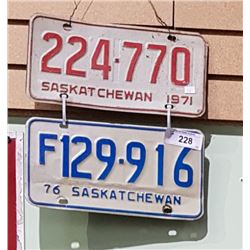 224-770
SASKATCHEWAN 1971
F129-916
228
76 SASKATCHEWAN